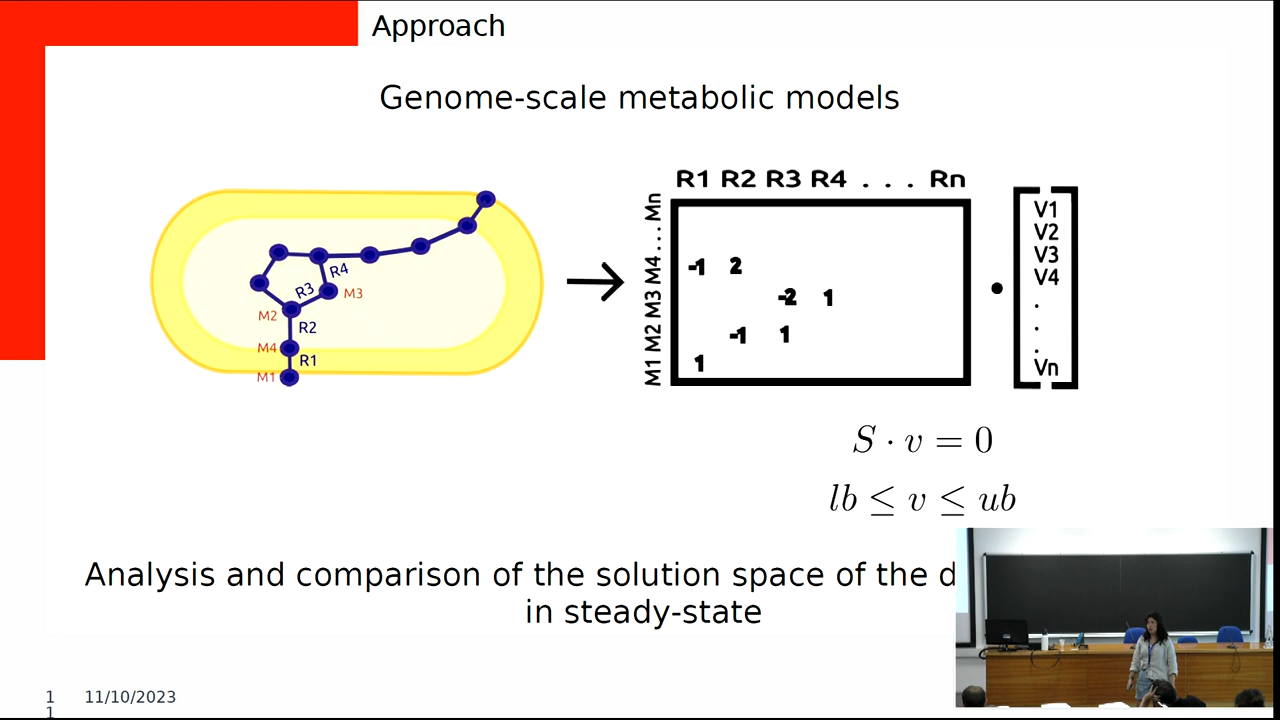 Approach
Genome-scale metabolic models
R1 R2 R3 R4 . . . Rn
M1 M2 M3 M4 . . . Mn
-1 2
-2 1
-1 1
1
V1
V2
V3
V4
.
.
.
Vn
R4
R3
M3
M2
R2
M4
R1
M1
S · v = 0
lb ≤ v ≤ ub
Analysis and comparison of the solution space of the d
in steady-state
1
1
11/10/2023